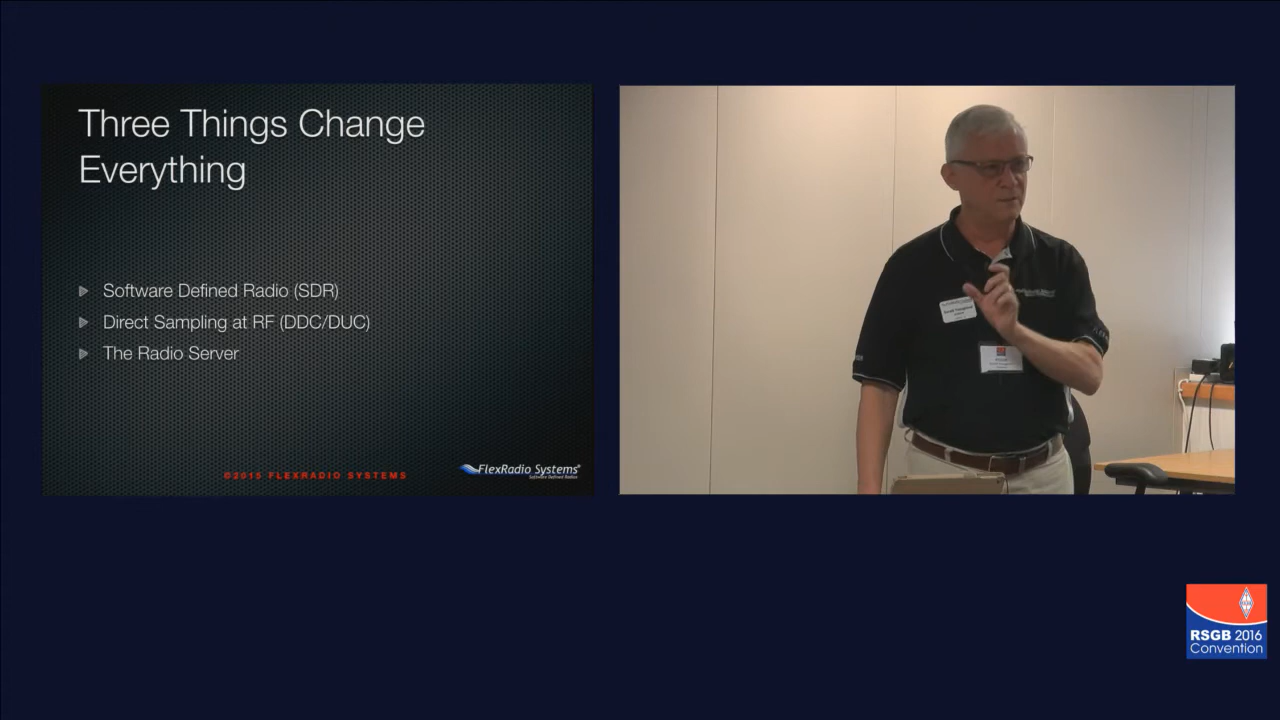 Three Things Change
Everything
Software Defined Radio (SDR)
Direct Sampling at RF (DDC/DUC)
The Radio Server
©2015 FLEXRADIO SYSTEMS
FlexRadio Systems®
Software Defined Radios
RSGB 2016
Convention